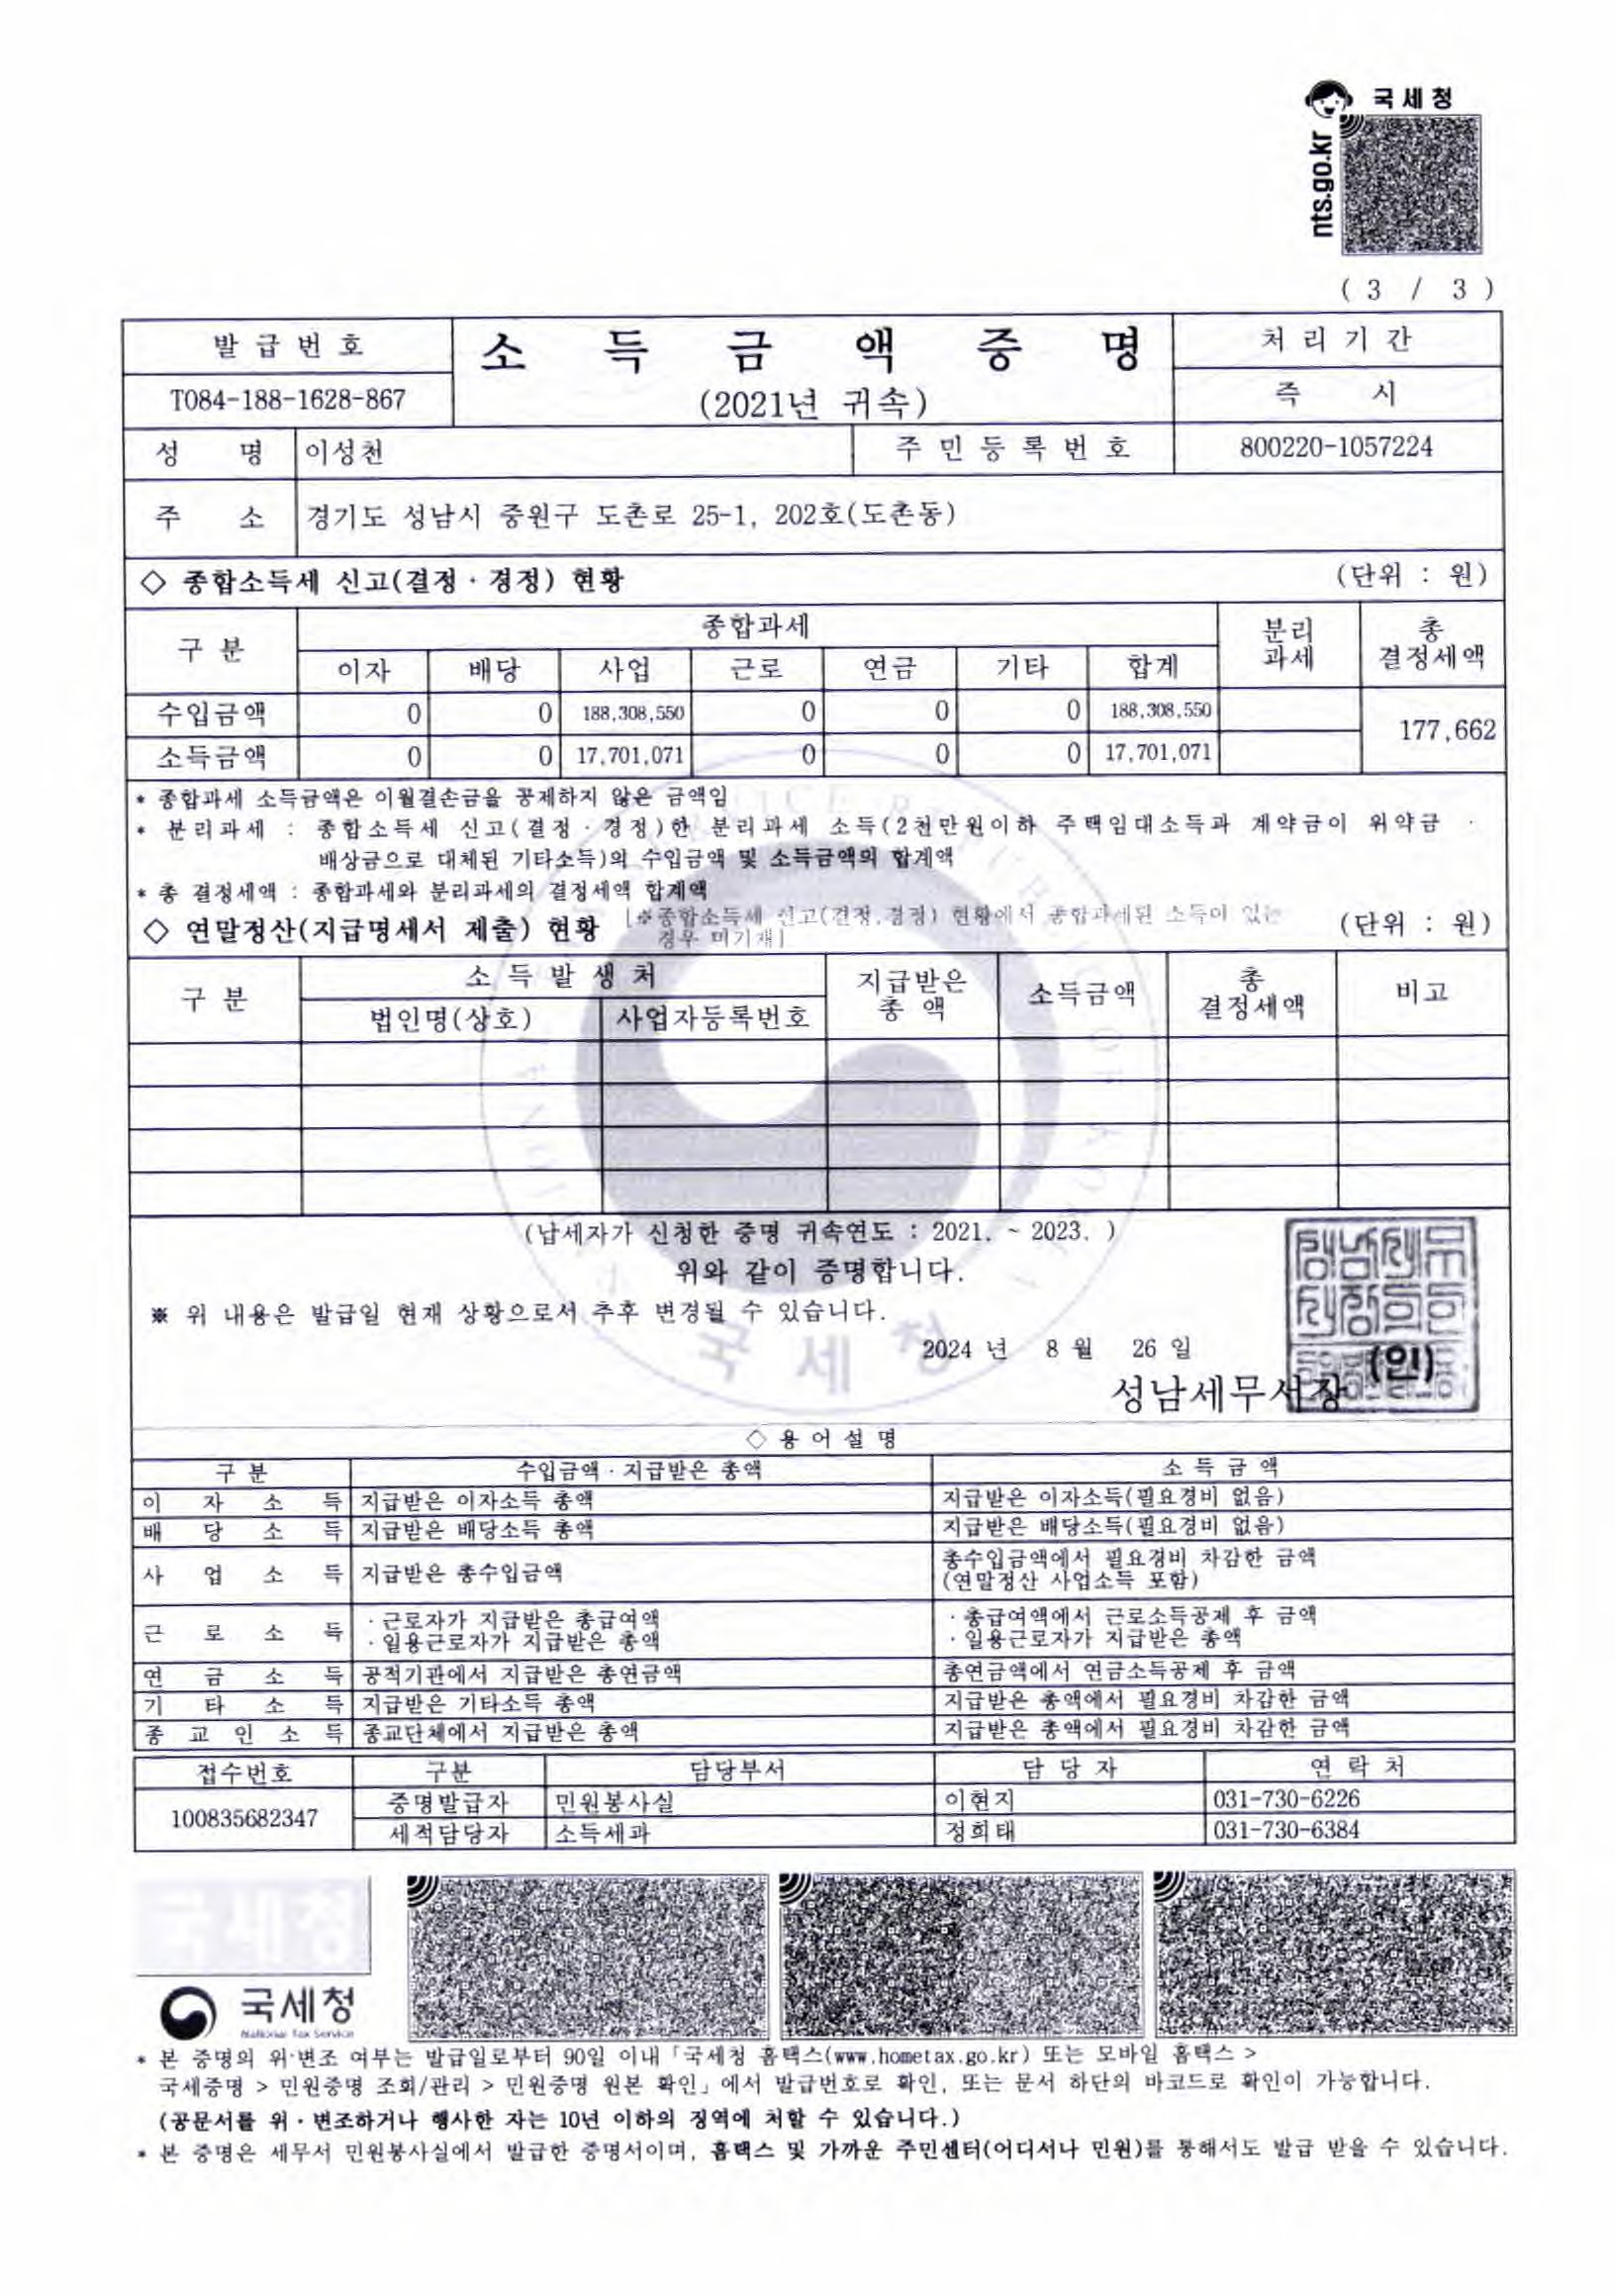 국세청
nts.go.kr
( 3 / 3 )
발 급 번 호
소 득 금 액 증 명
처 리 기 간
T084-188-1628-867
(2021년 귀속)
즉 시
성 명 이성천 주 민 등 록 번 호 800220-1057224
주 소 경기도 성남시 중원구 도촌로 25-1, 202호(도촌동)
◇ 종합소득세 신고(결정 · 경정) 현황 (단위 : 원)
구 분 종합과세 분리과세 총결정세액
이자 배당 사업 근로 연금 기타 합계
수입금액 0 0 188,308,550 0 0 0 188,308,550 177,662
소득금액 0 0 17,701,071 0 0 0 17,701,071
* 종합과세 소득금액은 이월결손금을 공제하지 않은 금액임
* 분리과세 : 종합소득세 신고(결정 · 경정)한 분리과세 소득(2천만원이하 주택임대소득과 계약금이 위약금 ·
배상금으로 대체된 기타소득)의 수입금액 및 소득금액의 합계액
* 총 결정세액 : 종합과세와 분리과세의 결정세액 합계액
◇ 연말정산(지급명세서 제출) 현황 [※종합소득세 신고(결정.경정) 현황에서 종합과세된 소득이 있는 (단위 : 원)
경우 미기재]
구 분 소 득 발 생 처 지급받은 총 액 소득금액 총결정세액 비고
법인명(상호) 사업자등록번호
(납세자가 신청한 증명 귀속연도 : 2021. ~ 2023. )
위와 같이 증명합니다.
※ 위 내용은 발급일 현재 상황으로서 추후 변경될 수 있습니다.
국세청
2024 년 8 월 26 일
성남세무서장 (인)
◇ 용 어 설 명
구 분 수입금액 · 지급받은 총액 소 득 금 액
이 자 소 득 지급받은 이자소득 총액 지급받은 이자소득(필요경비 없음)
배 당 소 득 지급받은 배당소득 총액 지급받은 배당소득(필요경비 없음)
사 업 소 득 지급받은 총수입금액 총수입금액에서 필요경비 차감한 금액
(연말정산 사업소득 포함)
근 로 소 득 · 근로자가 지급받은 총급여액 · 총급여액에서 근로소득공제 후 금액
· 일용근로자가 지급받은 총액 · 일용근로자가 지급받은 총액
연 금 소 득 공적기관에서 지급받은 총연금액 총연금액에서 연금소득공제 후 금액
기 타 소 득 지급받은 기타소득 총액 지급받은 총액에서 필요경비 차감한 금액
종 교 인 소 득 종교단체에서 지급받은 총액 지급받은 총액에서 필요경비 차감한 금액
접수번호 구분 담당부서 담 당 자 연 락 처
100835682347 증명발급자 민원봉사실 이현지 031-730-6226
세적담당자 소득세과 정희태 031-730-6384
국세청
국세청
National Tax Service
* 본 증명의 위·변조 여부는 발급일로부터 90일 이내「국세청 홈택스(www.hometax.go.kr) 또는 모바일 홈택스 >
국세증명 > 민원증명 조회/관리 > 민원증명 원본 확인」에서 발급번호로 확인, 또는 문서 하단의 바코드로 확인이 가능합니다.
(공문서를 위 · 변조하거나 행사한 자는 10년 이하의 징역에 처할 수 있습니다.)
* 본 증명은 세무서 민원봉사실에서 발급한 증명서이며, 홈택스 및 가까운 주민센터(어디서나 민원)를 통해서도 발급 받을 수 있습니다.